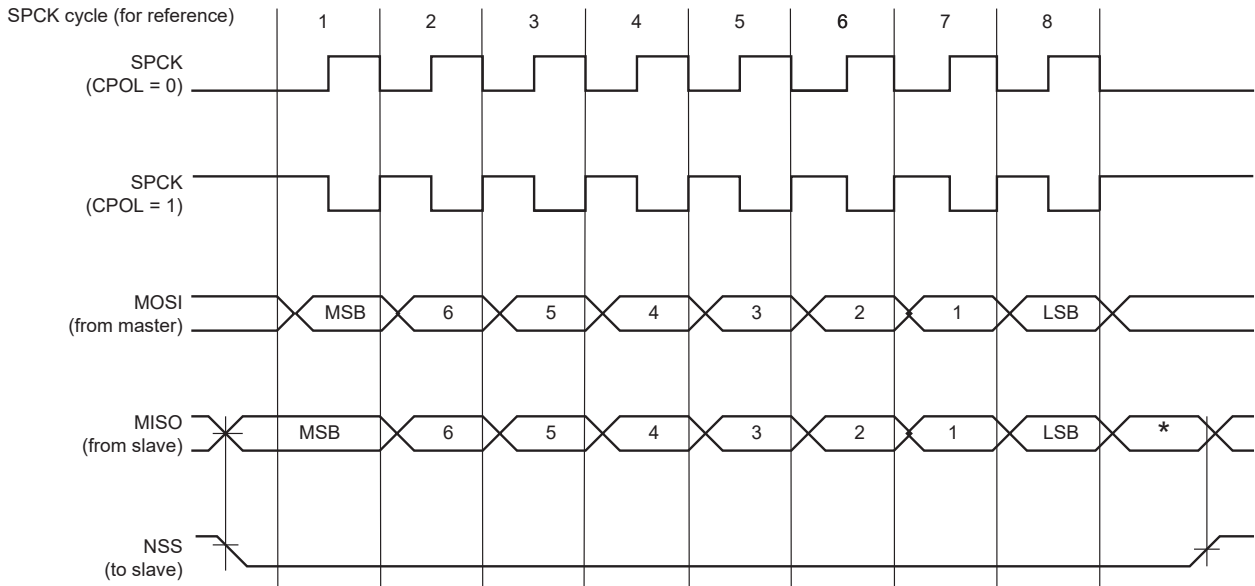 SPCK cycle (for reference)
1 2 3 4 5 6 7 8
SPCK
(CPOL = 0)
SPCK
(CPOL = 1)
MOSI
(from master)
MSB 6 5 4 3 2 1 LSB
MISO
(from slave)
MSB 6 5 4 3 2 1 LSB *
NSS
(to slave)